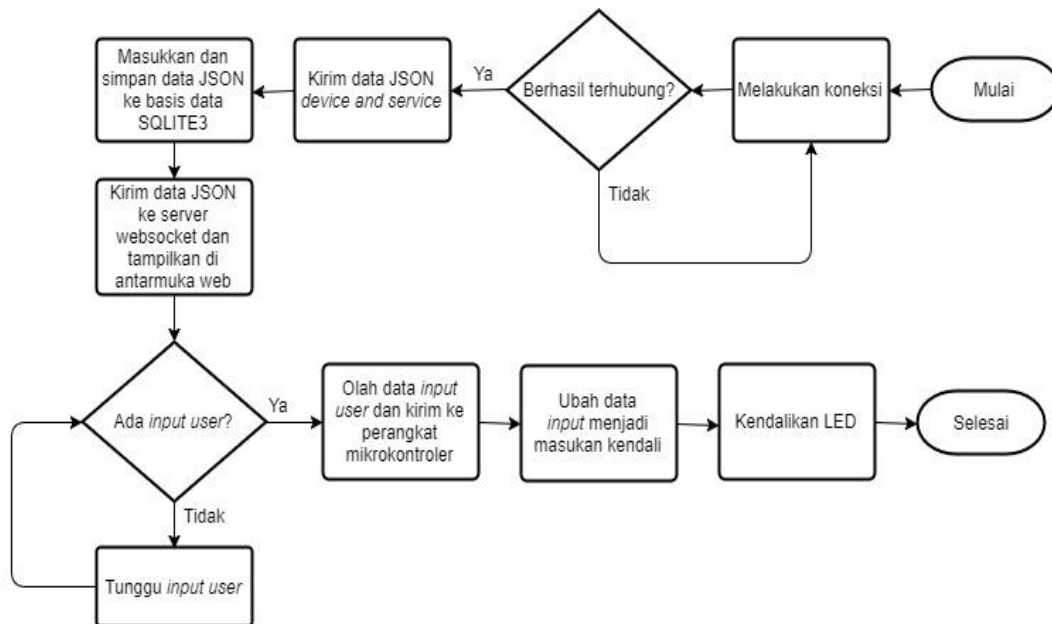 Mulai
Melakukan koneksi
Berhasil terhubung?
Tidak
Ya
Kirim data JSON
device and service
Masukkan dan
simpan data JSON
ke basis data
SQLITE3
Kirim data JSON
ke server
websocket dan
tampilkan di
antarmuka web
Ada input user?
Tidak
Tunggu input user
Ya
Olah data input
user dan kirim ke
perangkat
mikrokontroler
Ubah data
input menjadi
masukan kendali
Kendalikan LED
Selesai